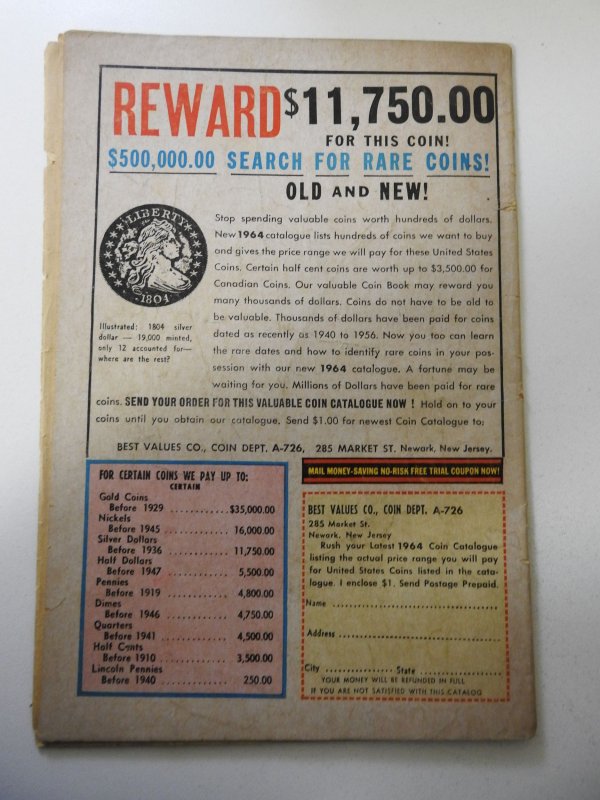 REWARD $11,750.00
FOR THIS COIN!
$500,000.00 SEARCH FOR RARE COINS!
OLD AND NEW!
LIBERTY
1804
Illustrated: 1804 silver
dollar — 19,000 minted,
only 12 accounted for—
where are the rest?
Stop spending valuable coins worth hundreds of dollars.
New 1964 catalogue lists hundreds of coins we want to buy
and gives the price range we will pay for these United States
Coins. Certain half cent coins are worth up to $3,500.00 for
Canadian Coins. Our valuable Coin Book may reward you
many thousands of dollars. Coins do not have to be old to
be valuable. Thousands of dollars have been paid for coins
dated as recently as 1940 to 1956. Now you too can learn
the rare dates and how to identify rare coins in your pos-
session with our new 1964 catalogue. A fortune may be
waiting for you. Millions of Dollars have been paid for rare
coins. SEND YOUR ORDER FOR THIS VALUABLE COIN CATALOGUE NOW ! Hold on to your
coins until you obtain our catalogue. Send $1.00 for newest Coin Catalogue to:
BEST VALUES CO., COIN DEPT. A-726, 285 MARKET ST. Newark, New Jersey.
FOR CERTAIN COINS WE PAY UP TO:
CERTAIN
Gold Coins
Before 1929 .......$35,000.00
Nickels
Before 1945 ......... 16,000.00
Silver Dollars
Before 1936 ......... 11,750.00
Half Dollars
Before 1947 .......... 5,500.00
Pennies
Before 1919 .......... 4,800.00
Dimes
Before 1946 .......... 4,750.00
Quarters
Before 1941 .......... 4,500.00
Half Cents
Before 1910 .......... 3,500.00
Lincoln Pennies
Before 1940 ............ 250.00
MAIL MONEY-SAVING NO-RISK FREE TRIAL COUPON NOW!
BEST VALUES CO., COIN DEPT. A-726
285 Market St.
Newark, New Jersey
Rush your Latest 1964 Coin Catalogue
listing the actual price range you will pay
for United States Coins listed in the cata-
logue. I enclose $1. Send Postage Prepaid.
Name ...............................
Address ...............................
City ............... State ...............
YOUR MONEY WILL BE REFUNDED IN FULL
IF YOU ARE NOT SATISFIED WITH THIS CATALOG